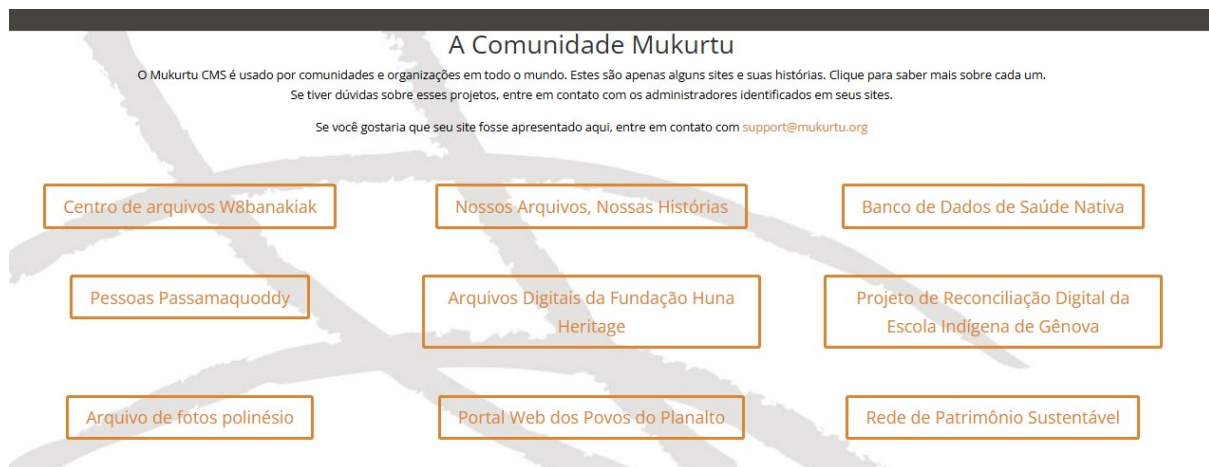 A Comunidade Mukurtu
O Mukurtu CMS é usado por comunidades e organizações em todo o mundo. Estes são apenas alguns sites e suas histórias. Clique para saber mais sobre cada um.
Se tiver dúvidas sobre esses projetos, entre em contato com os administradores identificados em seus sites.
Se você gostaria que seu site fosse apresentado aqui, entre em contato com support@mukurtu.org
Centro de arquivos W8banakiak
Nossos Arquivos, Nossas Histórias
Banco de Dados de Saúde Nativa
Pessoas Passamaquoddy
Arquivos Digitais da Fundação Huna
Heritage
Projeto de Reconciliação Digital da
Escola Indígena de Gênova
Arquivo de fotos polinésio
Portal Web dos Povos do Planalto
Rede de Patrimônio Sustentável